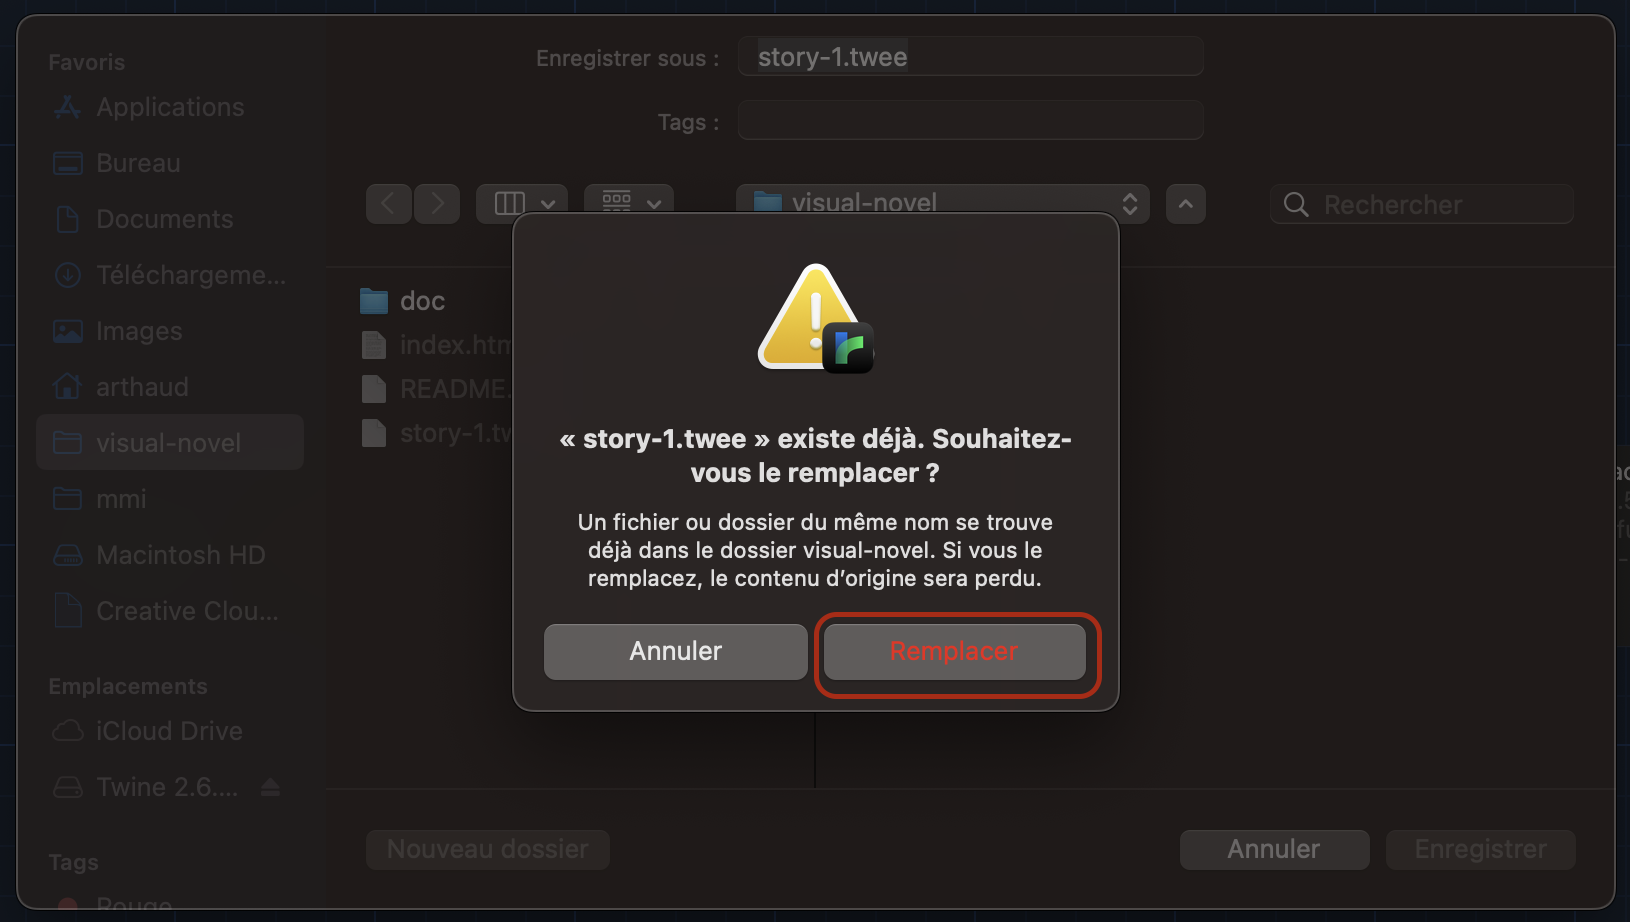 Favoris
Applications
Bureau
Documents
Téléchargeme...
Images
arthaud
visual-novel
mmi
Macintosh HD
Creative Clou...
Emplacements
iCloud Drive
Twine 2.6....
Tags
Rouge
Enregistrer sous : story-1.twee
Tags :
visual-novel
Rechercher
doc
index.htm
README.
story-1.tw
« story-1.twee » existe déjà. Souhaitez-
vous le remplacer ?
Un fichier ou dossier du même nom se trouve
déjà dans le dossier visual-novel. Si vous le
remplacez, le contenu d’origine sera perdu.
Annuler
Remplacer
Nouveau dossier
Annuler
Enregistrer